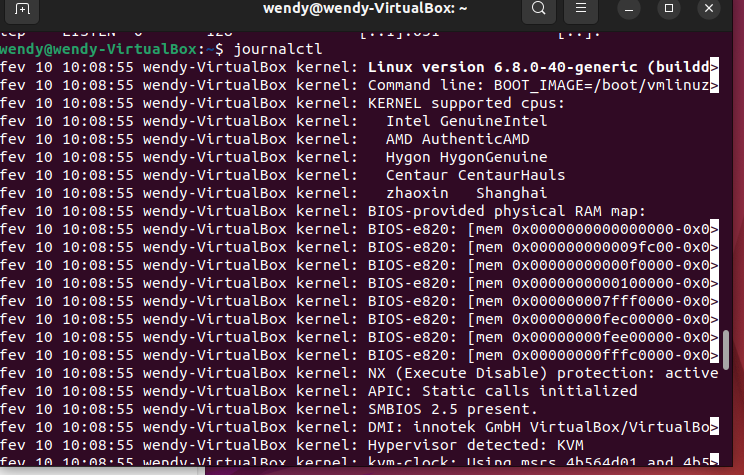 wendy@wendy-VirtualBox: ~
wendy@wendy-VirtualBox:~$ journalctl
fev 10 10:08:55 wendy-VirtualBox kernel: Linux version 6.8.0-40-generic (buildd>
fev 10 10:08:55 wendy-VirtualBox kernel: Command line: BOOT_IMAGE=/boot/vmlinuz>
fev 10 10:08:55 wendy-VirtualBox kernel: KERNEL supported cpus:
fev 10 10:08:55 wendy-VirtualBox kernel:   Intel GenuineIntel
fev 10 10:08:55 wendy-VirtualBox kernel:   AMD AuthenticAMD
fev 10 10:08:55 wendy-VirtualBox kernel:   Hygon HygonGenuine
fev 10 10:08:55 wendy-VirtualBox kernel:   Centaur CentaurHauls
fev 10 10:08:55 wendy-VirtualBox kernel:   zhaoxin   Shanghai
fev 10 10:08:55 wendy-VirtualBox kernel: BIOS-provided physical RAM map:
fev 10 10:08:55 wendy-VirtualBox kernel: BIOS-e820: [mem 0x0000000000000000-0x0>
fev 10 10:08:55 wendy-VirtualBox kernel: BIOS-e820: [mem 0x000000000009fc00-0x0>
fev 10 10:08:55 wendy-VirtualBox kernel: BIOS-e820: [mem 0x00000000000f0000-0x0>
fev 10 10:08:55 wendy-VirtualBox kernel: BIOS-e820: [mem 0x0000000000100000-0x0>
fev 10 10:08:55 wendy-VirtualBox kernel: BIOS-e820: [mem 0x000000007fff0000-0x0>
fev 10 10:08:55 wendy-VirtualBox kernel: BIOS-e820: [mem 0x00000000fec00000-0x0>
fev 10 10:08:55 wendy-VirtualBox kernel: BIOS-e820: [mem 0x00000000fee00000-0x0>
fev 10 10:08:55 wendy-VirtualBox kernel: BIOS-e820: [mem 0x00000000fffc0000-0x0>
fev 10 10:08:55 wendy-VirtualBox kernel: NX (Execute Disable) protection: active
fev 10 10:08:55 wendy-VirtualBox kernel: APIC: Static calls initialized
fev 10 10:08:55 wendy-VirtualBox kernel: SMBIOS 2.5 present.
fev 10 10:08:55 wendy-VirtualBox kernel: DMI: innotek GmbH VirtualBox/VirtualBo>
fev 10 10:08:55 wendy-VirtualBox kernel: Hypervisor detected: KVM
fev 10 10:08:55 wendy-VirtualBox kernel: kvm-clock: Using msrs 4b564d01 and 4b5>